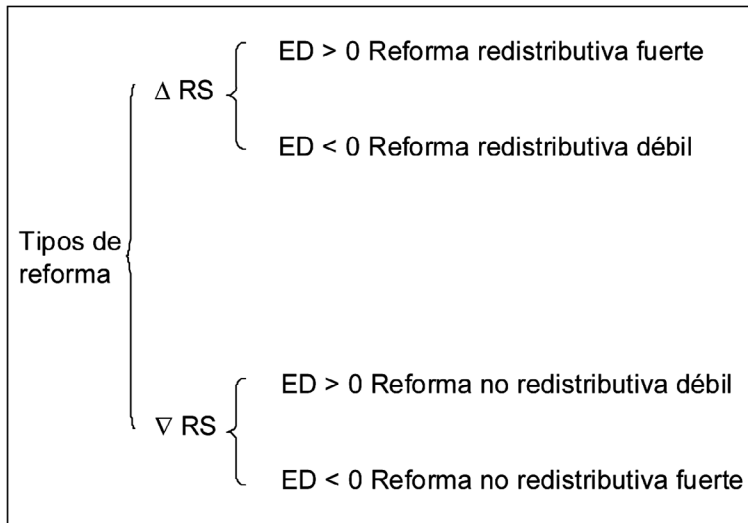 ED > 0 Reforma redistributiva fuerte
Δ RS
ED < 0 Reforma redistributiva débil
Tipos de
reforma
ED > 0 Reforma no redistributiva débil
∇ RS
ED < 0 Reforma no redistributiva fuerte